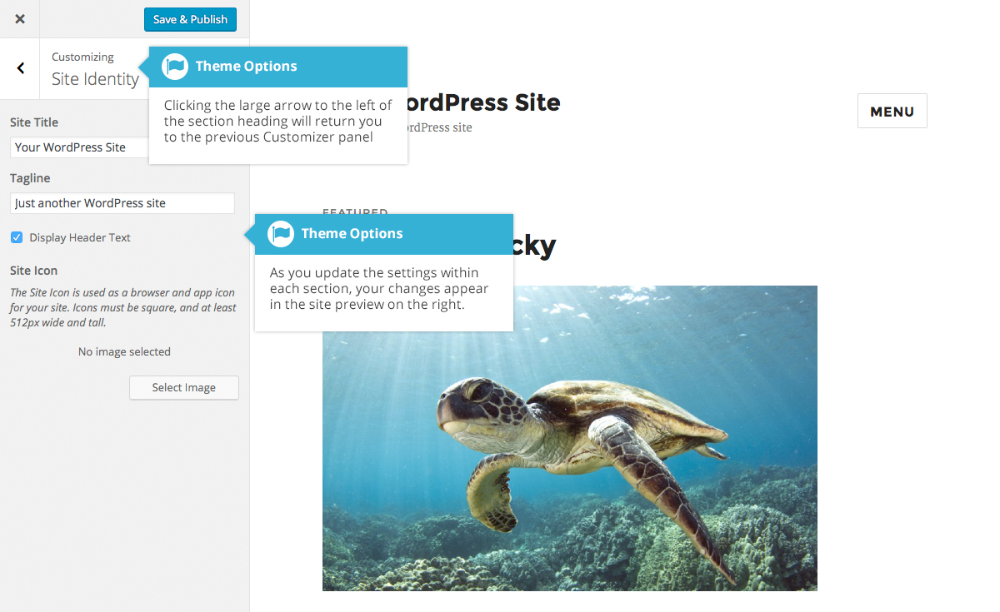 Save & Publish
Customizing
Site Identity
Theme Options
Clicking the large arrow to the left of
the section heading will return you
to the previous Customizer panel
Site Title
Your WordPress Site
Tagline
Just another WordPress site
Display Header Text
Site Icon
The Site Icon is used as a browser and app icon
for your site. Icons must be square, and at least
512px wide and tall.
No image selected
Select Image
ordPress Site
ordPress site
MENU
FEATURED
Theme Options
As you update the settings within
each section, your changes appear
in the site preview on the right.
cky